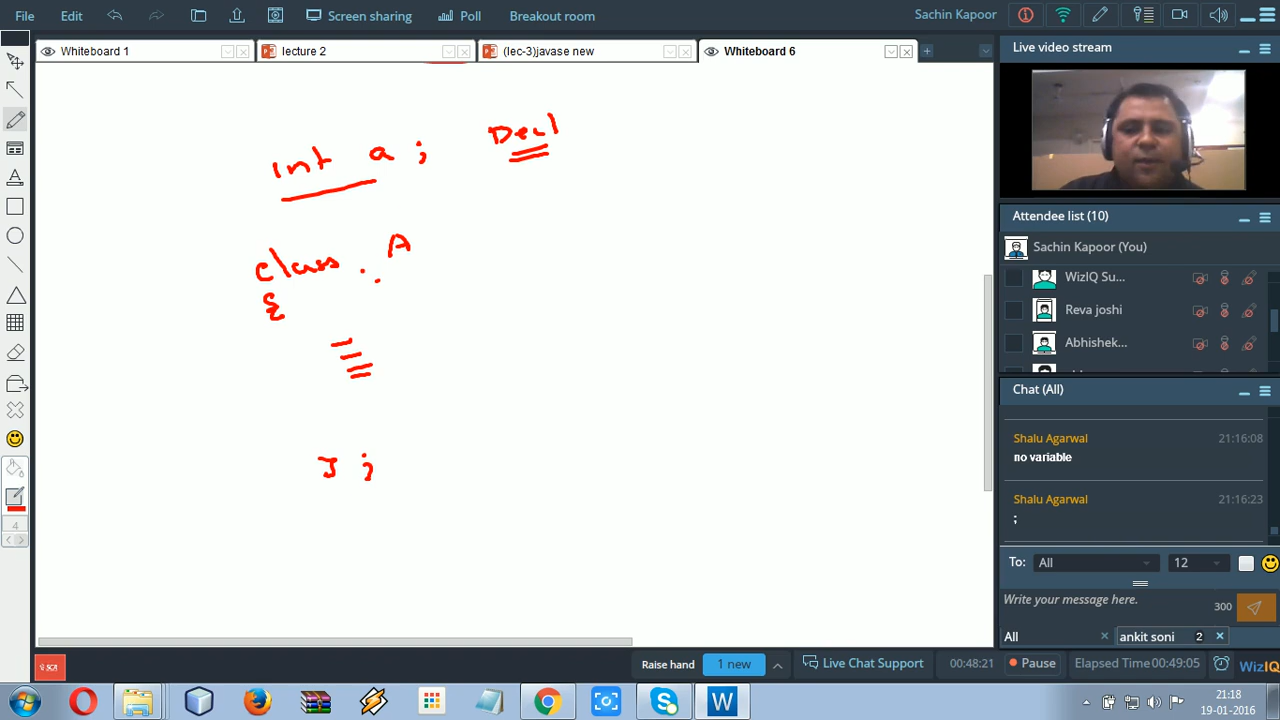 File Edit Screen sharing Poll Breakout room Sachin Kapoor
Whiteboard 1 lecture 2 (lec-3)javase new Whiteboard 6
Live video stream
int a ; Decl
class A
{
} ;
Attendee list (10)
Sachin Kapoor (You)
WizIQ Su...
Reva joshi
Abhishek...
Chat (All)
Shalu Agarwal 21:16:08
no variable
Shalu Agarwal 21:16:23
;
To: All 12
Write your message here. 300
All ankit soni 2
Raise hand 1 new Live Chat Support 00:48:21 Pause Elapsed Time 00:49:05 WizIQ
4
21:18
19-01-2016